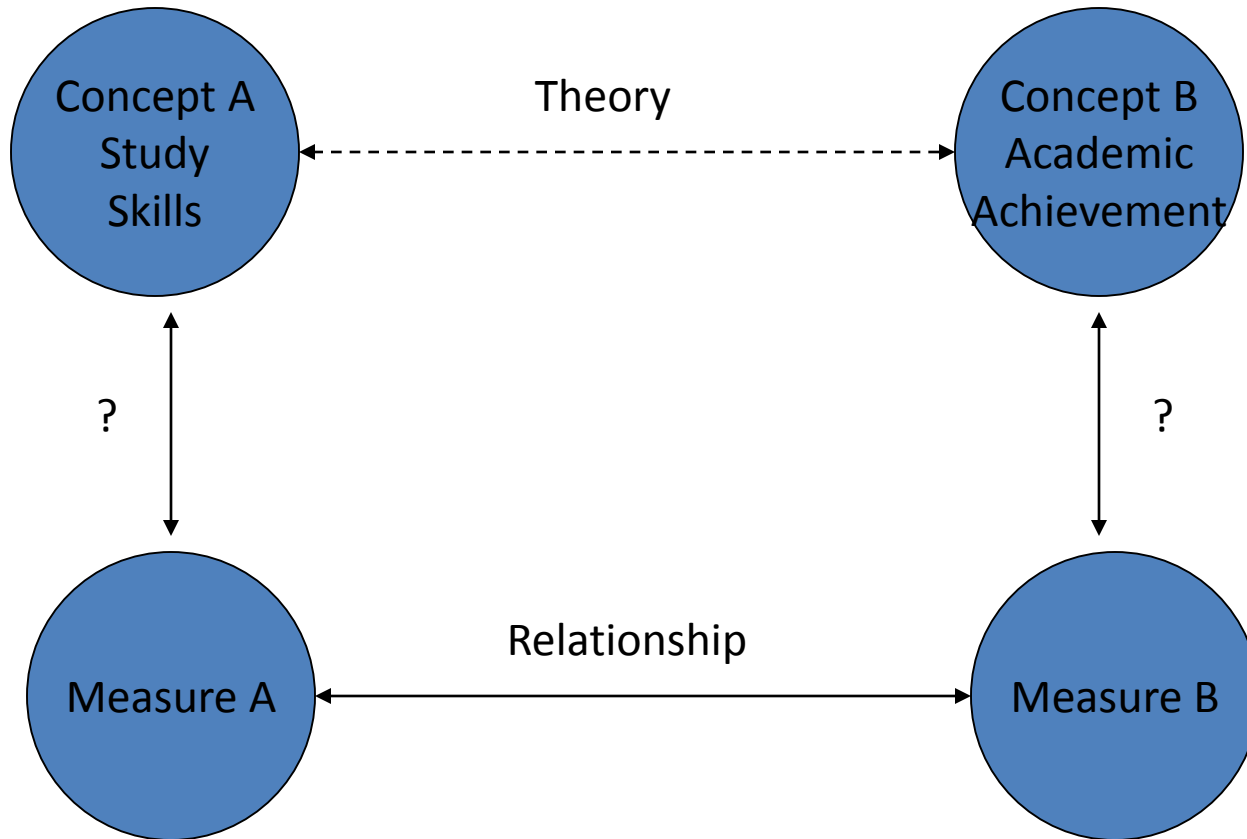 Concept A
Study
Skills
Theory
Concept B
Academic
Achievement
?
?
Measure A
Relationship
Measure B